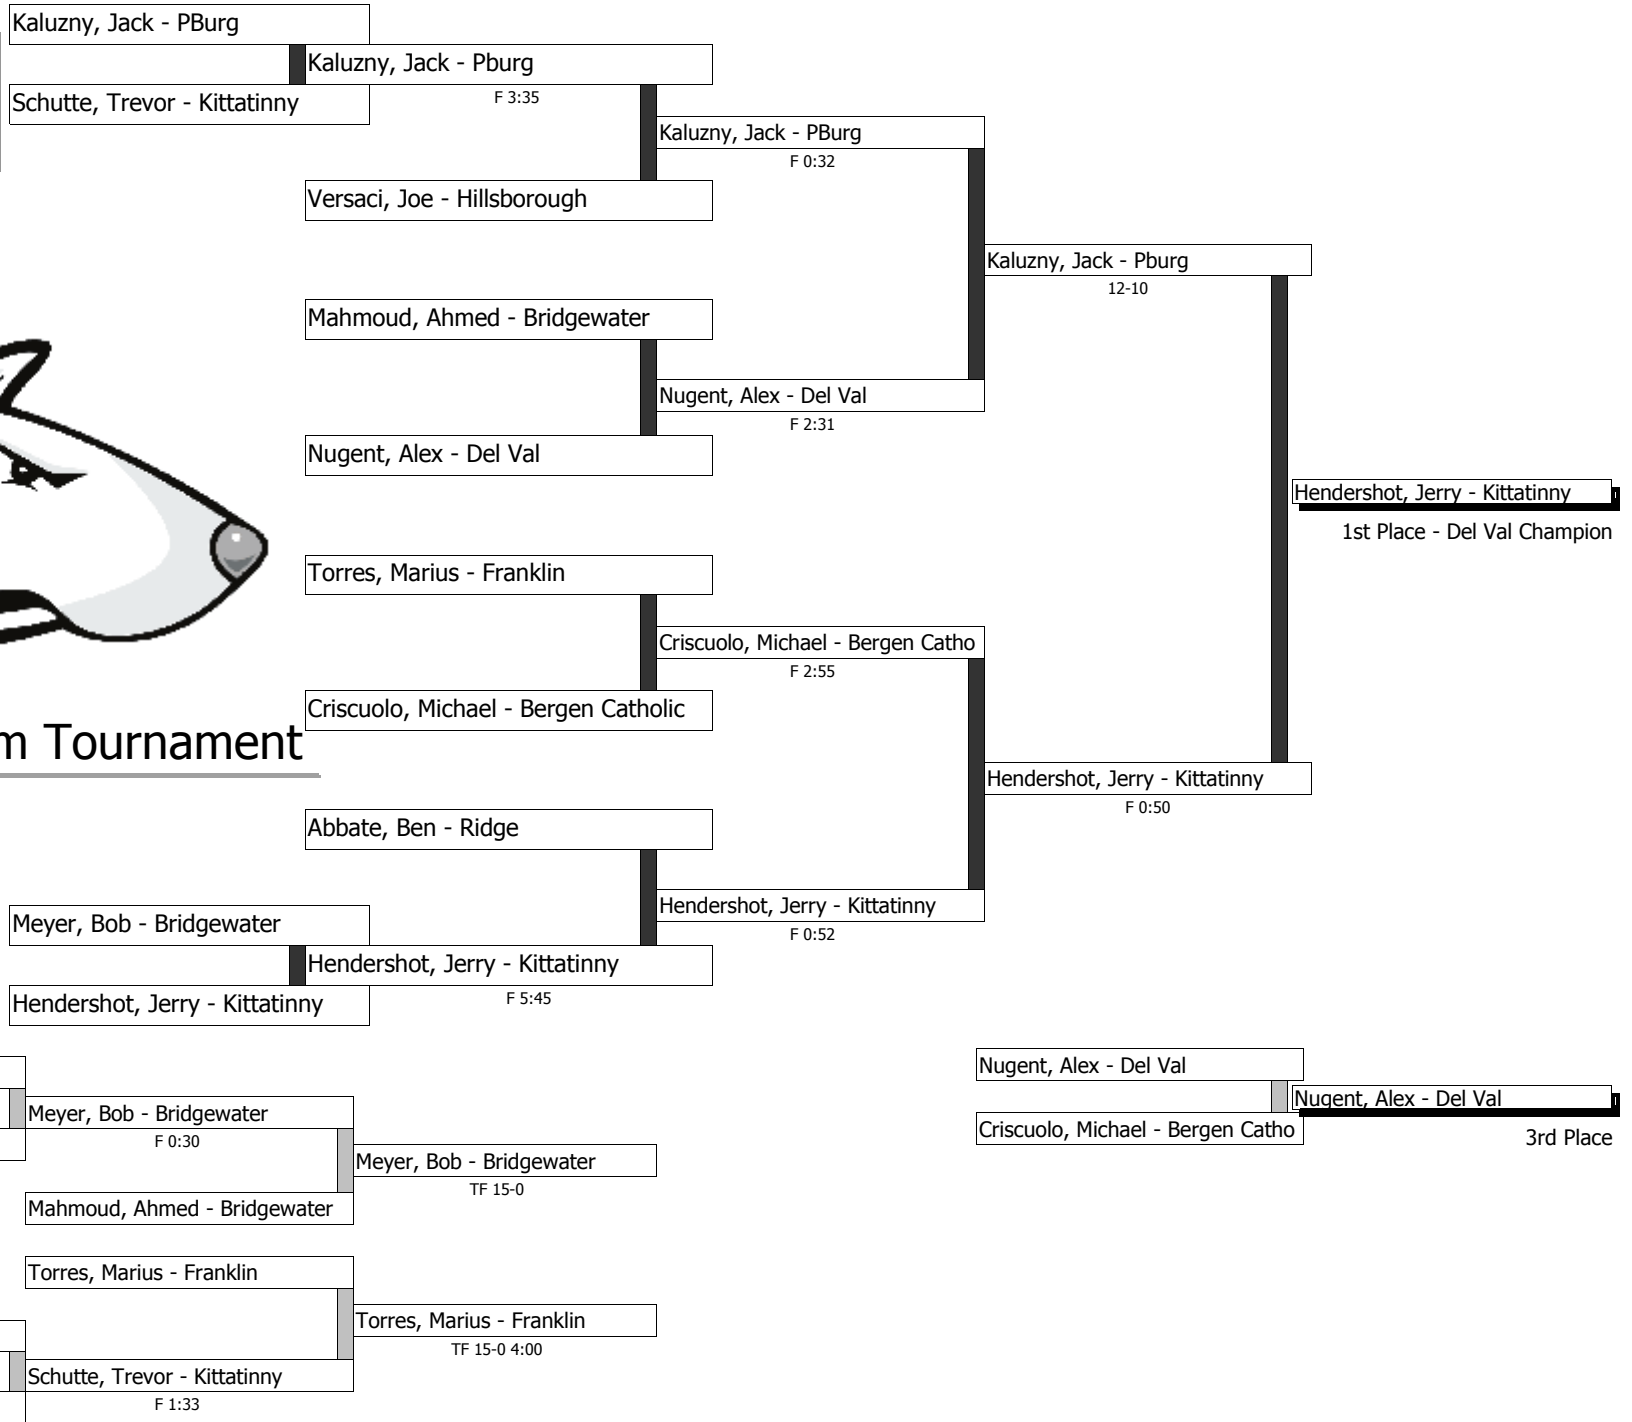 Kaluzny, Jack - PBurg
Kaluzny, Jack - Pburg
Schutte, Trevor - Kittatinny
F 3:35
Kaluzny, Jack - PBurg
F 0:32
Versaci, Joe - Hillsborough
Kaluzny, Jack - Pburg
12-10
Mahmoud, Ahmed - Bridgewater
Nugent, Alex - Del Val
F 2:31
Nugent, Alex - Del Val
Hendershot, Jerry - Kittatinny
1st Place - Del Val Champion
Torres, Marius - Franklin
Criscuolo, Michael - Bergen Catho
F 2:55
Criscuolo, Michael - Bergen Catholic
m Tournament
Hendershot, Jerry - Kittatinny
F 0:50
Abbate, Ben - Ridge
Hendershot, Jerry - Kittatinny
F 0:52
Meyer, Bob - Bridgewater
Hendershot, Jerry - Kittatinny
F 5:45
Hendershot, Jerry - Kittatinny
Nugent, Alex - Del Val
Nugent, Alex - Del Val
Criscuolo, Michael - Bergen Catho
3rd Place
Meyer, Bob - Bridgewater
F 0:30
Meyer, Bob - Bridgewater
TF 15-0
Mahmoud, Ahmed - Bridgewater
Torres, Marius - Franklin
Torres, Marius - Franklin
TF 15-0 4:00
Schutte, Trevor - Kittatinny
F 1:33